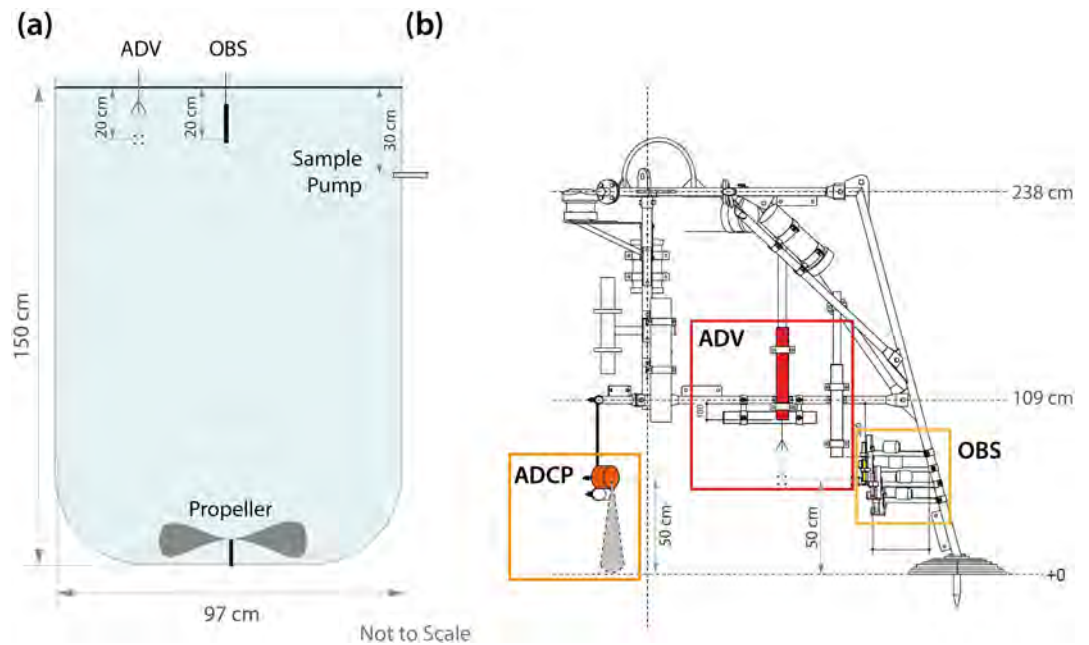 (a)
ADV
OBS
20 cm
20 cm
30 cm
Sample
Pump
150 cm
Propeller
97 cm
Not to Scale
(b)
238 cm
ADV
109 cm
100
OBS
ADCP
50 cm
50 cm
+0